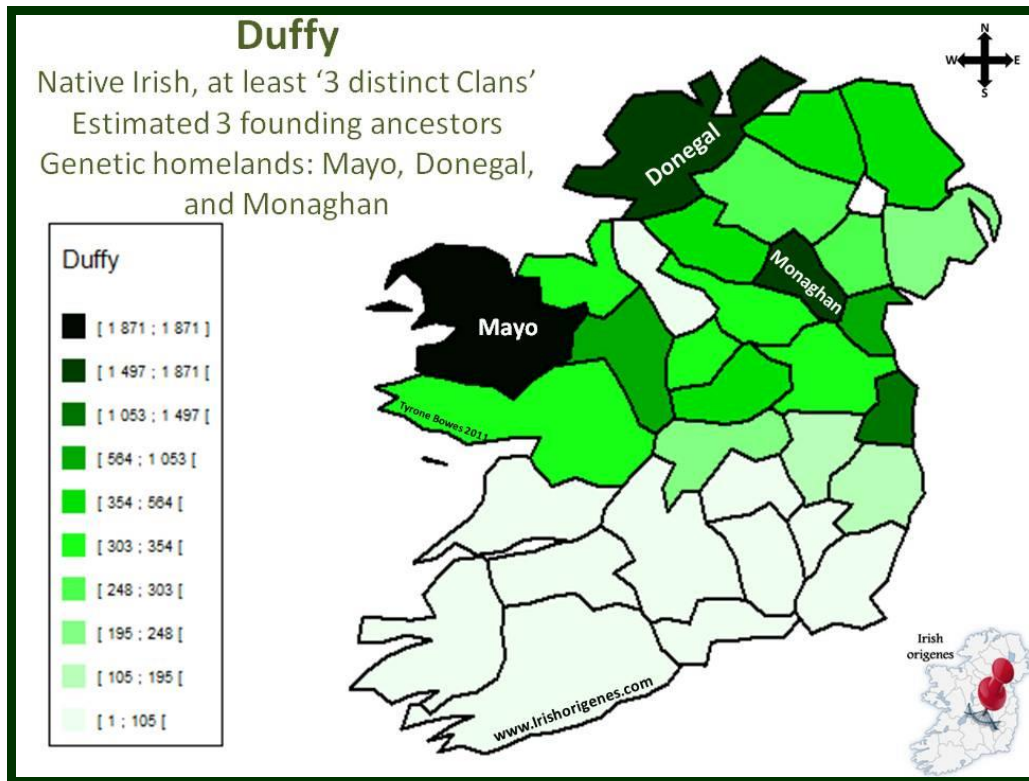 Duffy
Native Irish, at least ‘3 distinct Clans’
Estimated 3 founding ancestors
Genetic homelands: Mayo, Donegal,
and Monaghan
N
W E
S
Duffy
[ 1 871 ; 1 871 ]
[ 1 497 ; 1 871 [
[ 1 053 ; 1 497 [
[ 564 ; 1 053 [
[ 354 ; 564 [
[ 303 ; 354 [
[ 248 ; 303 [
[ 195 ; 248 [
[ 105 ; 195 [
[ 1 ; 105 [
Donegal
Monaghan
Mayo
Tyrone Bowes 2011
www.Irishorigenes.com
Irish
origenes